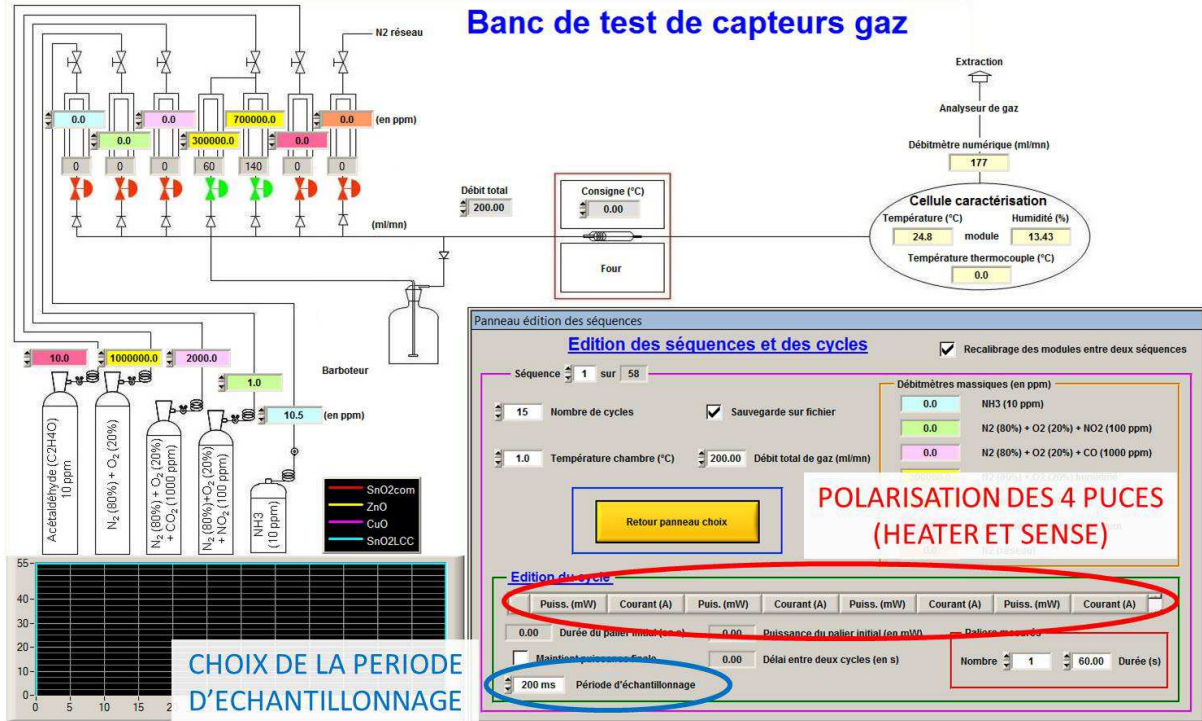 Banc de test de capteurs gaz
N2 réseau
0.0
0.0
700000.0
0.0
(en ppm)
0.0
300000.0
0.0
0
0
0
60
140
0
0
(ml/mn)
Débit total
200.00
Consigne (°C)
0.00
Four
Extraction
Analyseur de gaz
Débitmètre numérique (ml/mn)
177
Cellule caractérisation
Température (°C)
Humidité (%)
24.8
module
13.43
Température thermocouple (°C)
0.0
10.0
1000000.0
2000.0
Barboteur
1.0
10.5
(en ppm)
Acétaldéhyde (C2H4O)
10 ppm
N2 (80%) + O2 (20%)
N2 (80%) + O2 (20%)
+ CO2 (1000 ppm)
N2 (80%)+O2 (20%)
+ NO2 (100 ppm)
NH3
(10 ppm)
SnO2com
ZnO
CuO
SnO2LCC
55-
40-
30-
20-
10-
0-
0
5
10
15
CHOIX DE LA PERIODE
D'ECHANTILLONNAGE
Panneau édition des séquences
Edition des séquences et des cycles
Recalibrage des modules entre deux séquences
Séquence 1 sur 58
15 Nombre de cycles
Sauvegarde sur fichier
1.0 Température chambre (°C)
200.00 Débit total de gaz (ml/mn)
Retour panneau choix
Débitmètres massiques (en ppm)
0.0 NH3 (10 ppm)
0.0 N2 (80%) + O2 (20%) + NO2 (100 ppm)
0.0 N2 (80%) + O2 (20%) + CO (1000 ppm)
POLARISATION DES 4 PUCES
(HEATER ET SENSE)
Edition du cycle
Puiss. (mW) Courant (A) Puis. (mW) Courant (A) Puiss. (mW) Courant (A) Puiss. (mW) Courant (A)
0.00 Durée du palier initial (en s)
0.00 Puissance du palier initial (en mW)
Paliers mesurés
Maintient puissance finale
0.00 Délai entre deux cycles (en s)
Nombre 1
60.00 Durée (s)
200 ms Période d'échantillonnage